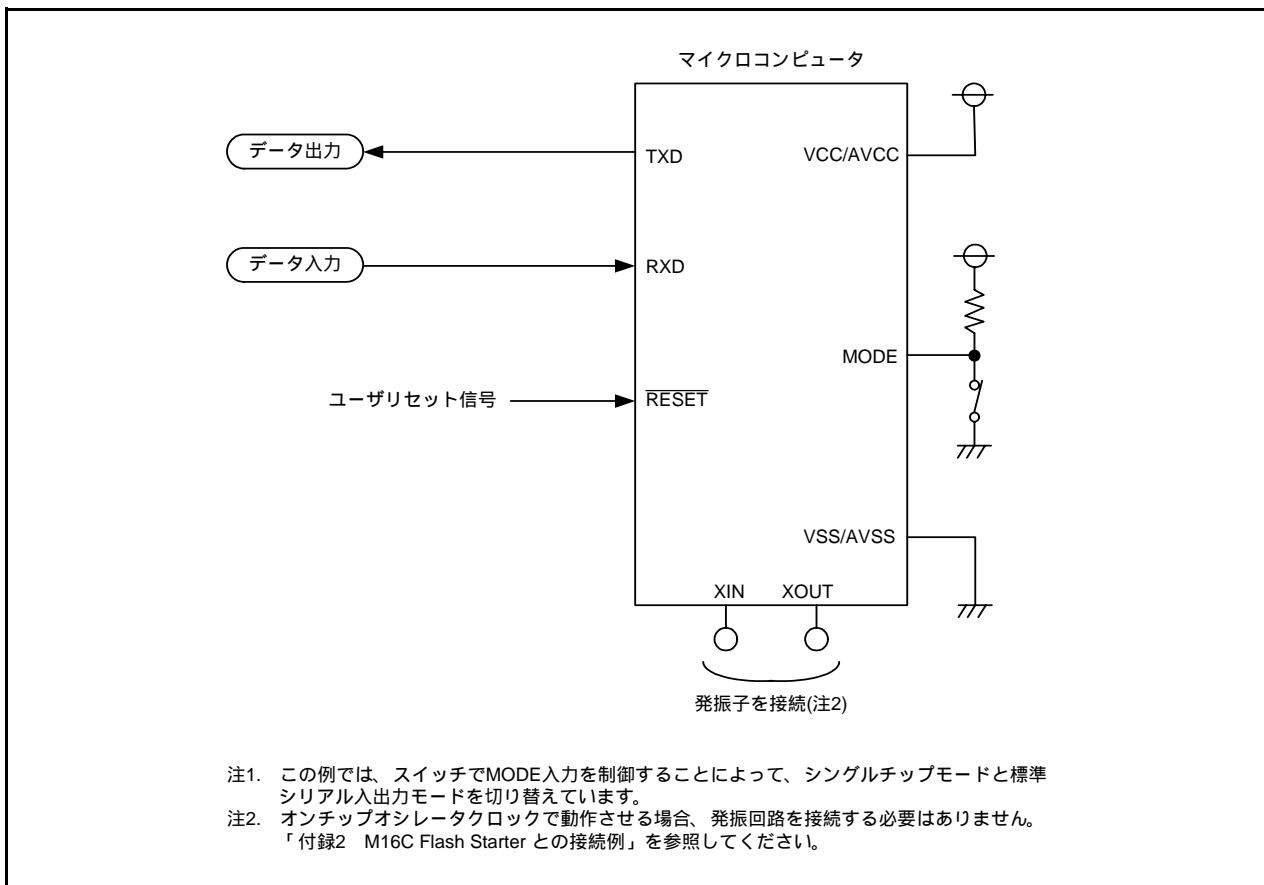 マイクロコンピュータ
データ出力
TXD
VCC/AVCC
データ入力
RXD
MODE
ユーザリセット信号
RESET
VSS/AVSS
XIN XOUT
発振子を接続(注2)
注1. この例では、スイッチでMODE入力を制御することによって、シングルチップモードと標準
シリアル入出力モードを切り替えています。
注2. オンチップオシレータクロックで動作させる場合、発振回路を接続する必要はありません。
「付録2 M16C Flash Starter との接続例」を参照してください。